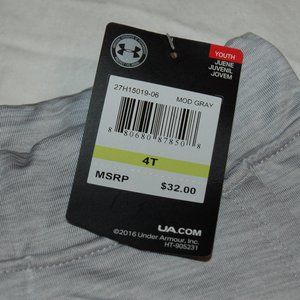 YOUTH
JEUNE
JUVENIL
JOVEM
27H15019-06 MOD GRAY
8 80680 87850 8
4T
MSRP $32.00
UA.COM
©2016 Under Armour, Inc.
HT-905231